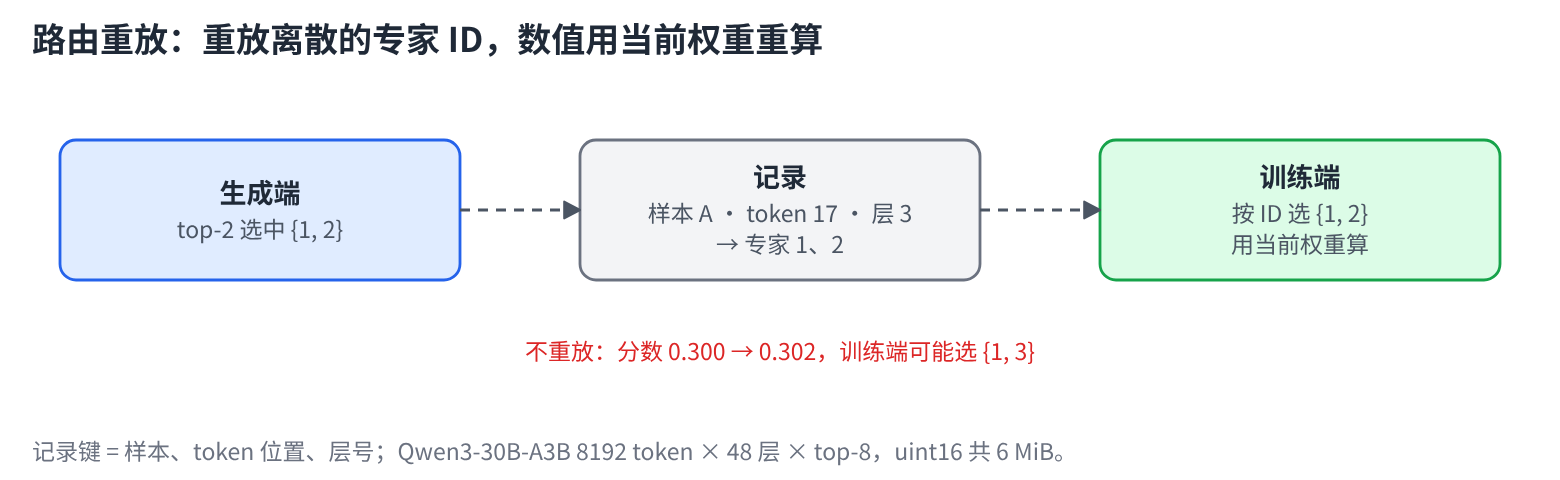 路由重放：重放离散的专家 ID，数值用当前权重重算
生成端
top-2 选中 {1, 2}
记录
样本 A · token 17 · 层 3
→ 专家 1、2
训练端
按 ID 选 {1, 2}
用当前权重算
不重放：分数 0.300 → 0.302，训练端可能选 {1, 3}
记录键 = 样本、token 位置、层号；Qwen3-30B-A3B 8192 token × 48 层 × top-8，uint16 共 6 MiB。